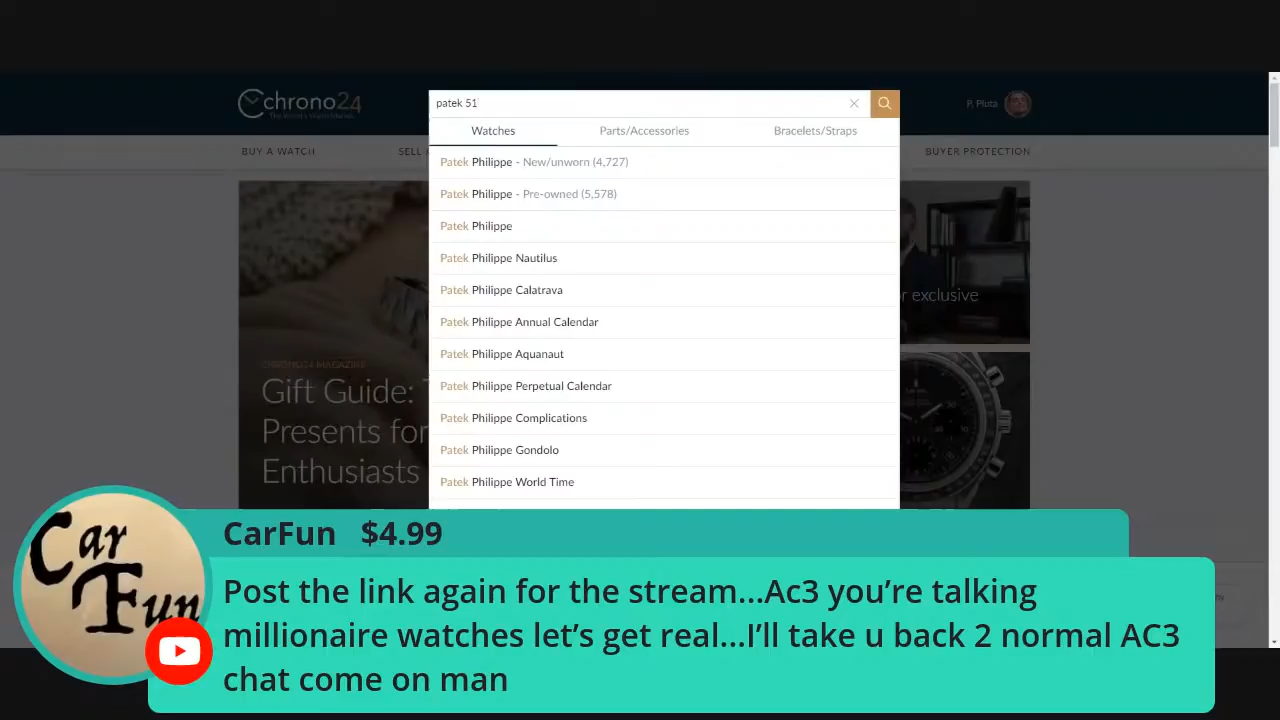 chrono24
The World's Watch Market
patek 51
P. Pluta
Watches
Parts/Accessories
Bracelets/Straps
BUY A WATCH
SELL
BUYER PROTECTION
Patek Philippe - New/unworn (4,727)
Patek Philippe - Pre-owned (5,578)
Patek Philippe
Patek Philippe Nautilus
Patek Philippe Calatrava
Patek Philippe Annual Calendar
Patek Philippe Aquanaut
Patek Philippe Perpetual Calendar
Patek Philippe Complications
Patek Philippe Gondolo
Patek Philippe World Time
r exclusive
CHRONO24 MAGAZINE
Gift Guide:
Presents for
Enthusiasts
Car
Fun
CarFun $4.99
Post the link again for the stream...Ac3 you’re talking
millionaire watches let’s get real...I’ll take u back 2 normal AC3
chat come on man